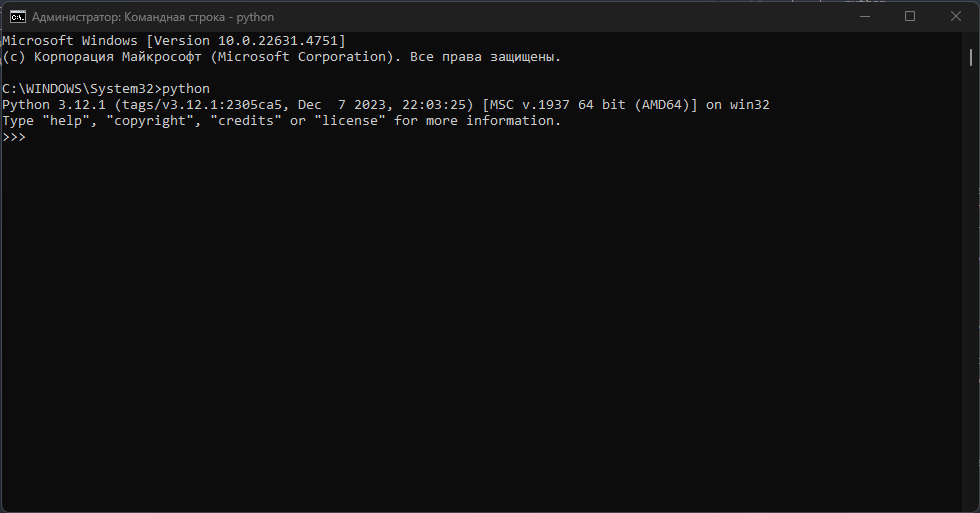 Администратор: Командная строка - python
Microsoft Windows [Version 10.0.22631.4751]
(c) Корпорация Майкрософт (Microsoft Corporation). Все права защищены.
C:\WINDOWS\System32>python
Python 3.12.1 (tags/v3.12.1:2305ca5, Dec  7 2023, 22:03:25) [MSC v.1937 64 bit (AMD64)] on win32
Type "help", "copyright", "credits" or "license" for more information.
>>>